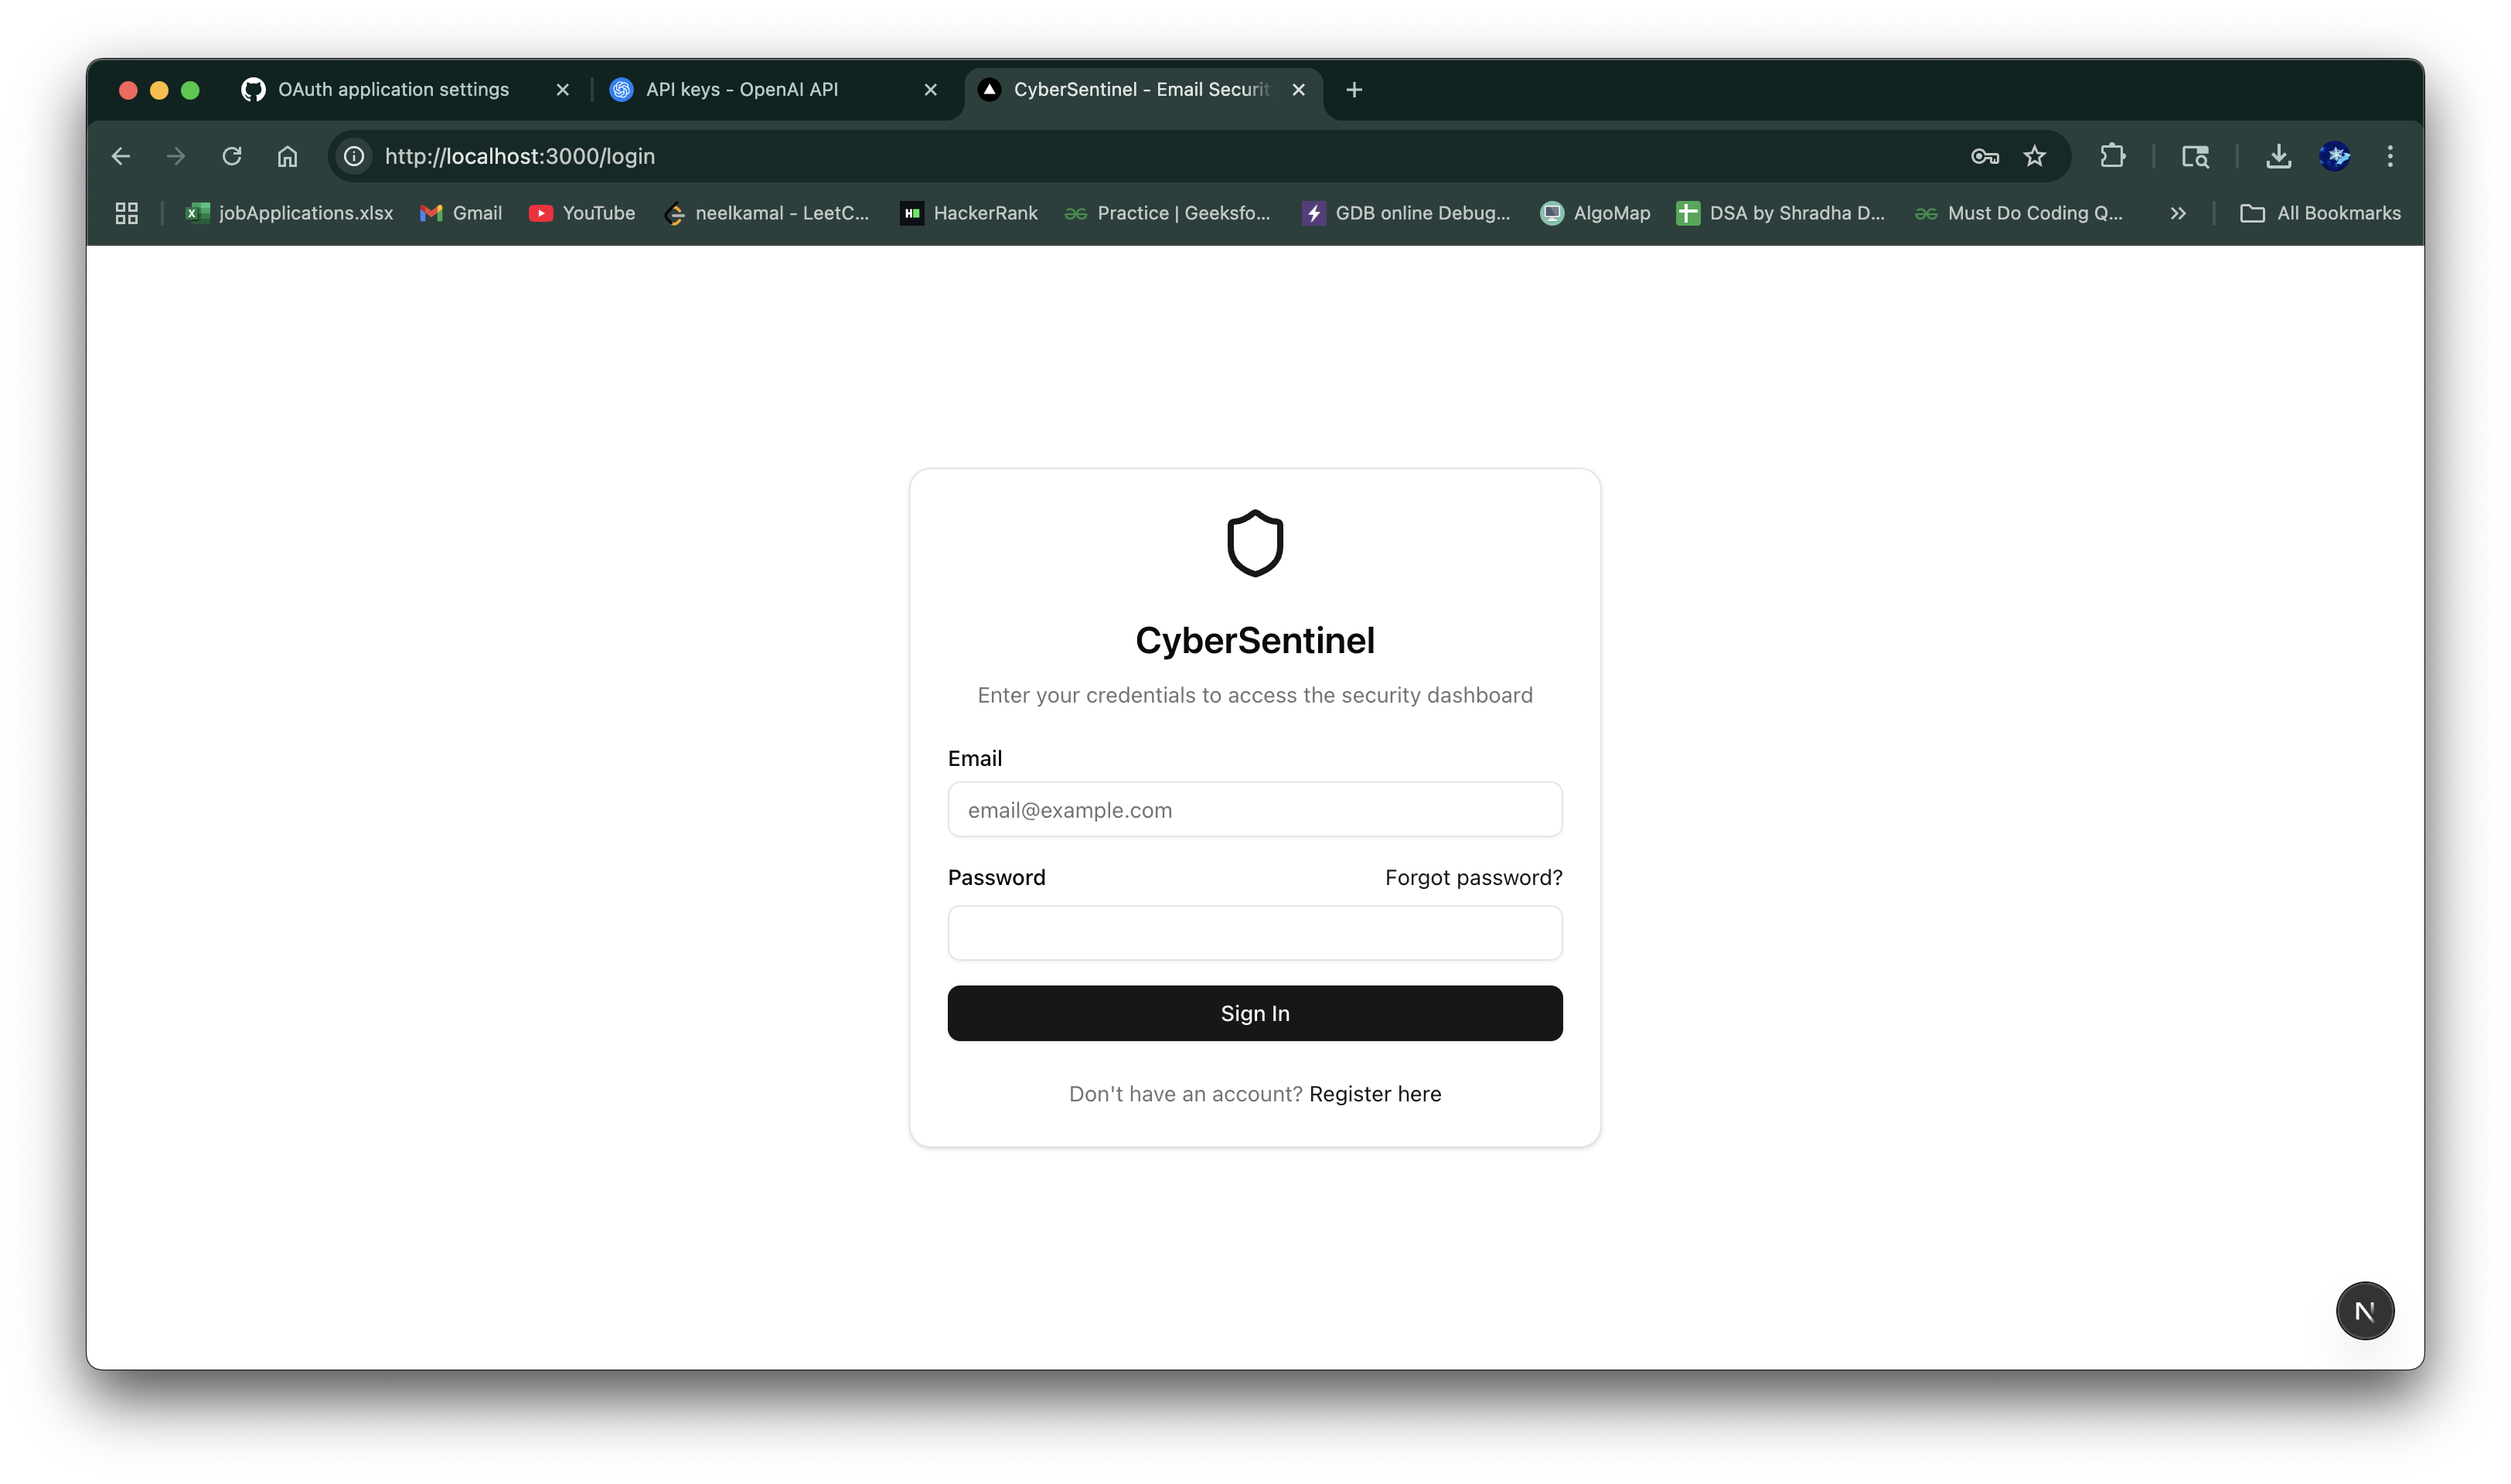 OAuth application settings
API keys - OpenAI API
CyberSentinel - Email Securit
http://localhost:3000/login
jobApplications.xlsx
Gmail
YouTube
neelkamal - LeetC...
HackerRank
Practice | Geeksfo...
GDB online Debug...
AlgoMap
DSA by Shradha D...
Must Do Coding Q...
All Bookmarks
CyberSentinel
Enter your credentials to access the security dashboard
Email
email@example.com
Password
Forgot password?
Sign In
Don't have an account? Register here
N